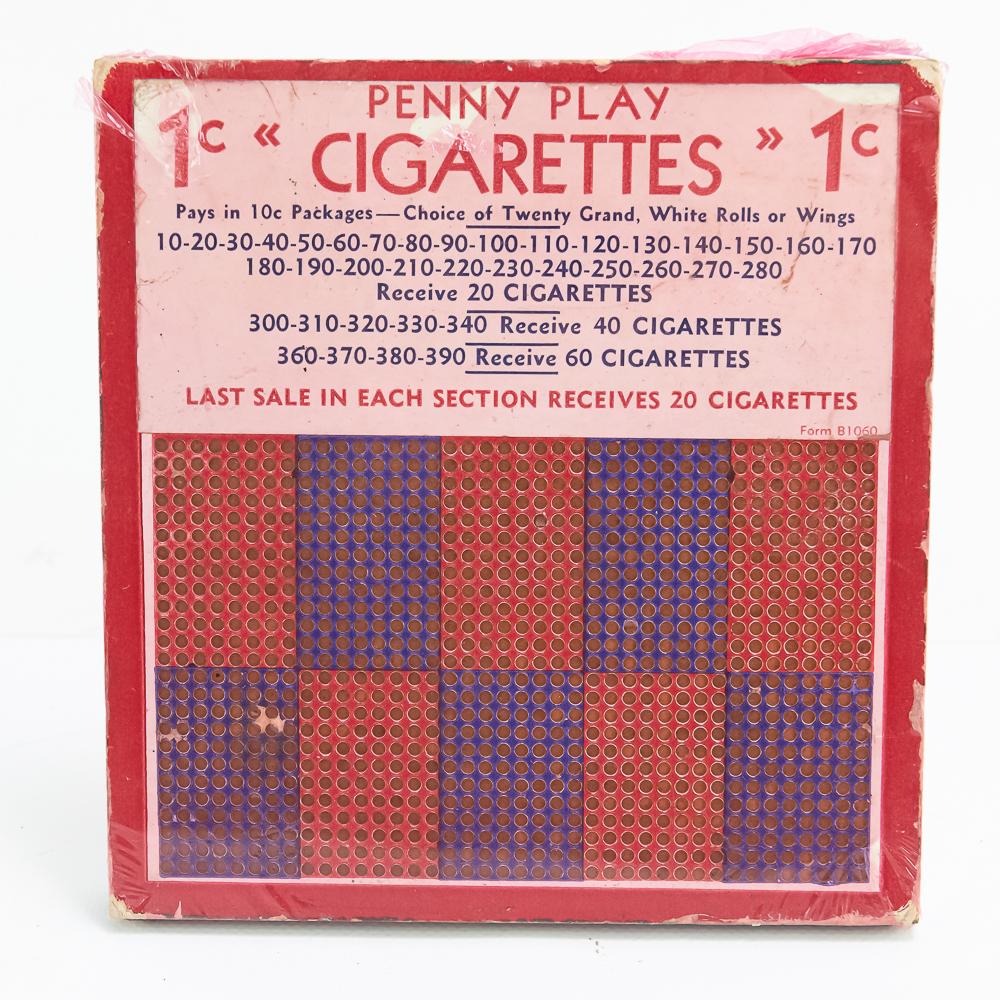 PENNY PLAY
1c « CIGARETTES » 1c
Pays in 10c Packages—Choice of Twenty Grand, White Rolls or Wings
10-20-30-40-50-60-70-80-90-100-110-120-130-140-150-160-170
180-190-200-210-220-230-240-250-260-270-280
Receive 20 CIGARETTES
300-310-320-330-340 Receive 40 CIGARETTES
360-370-380-390 Receive 60 CIGARETTES
LAST SALE IN EACH SECTION RECEIVES 20 CIGARETTES
Form B1060